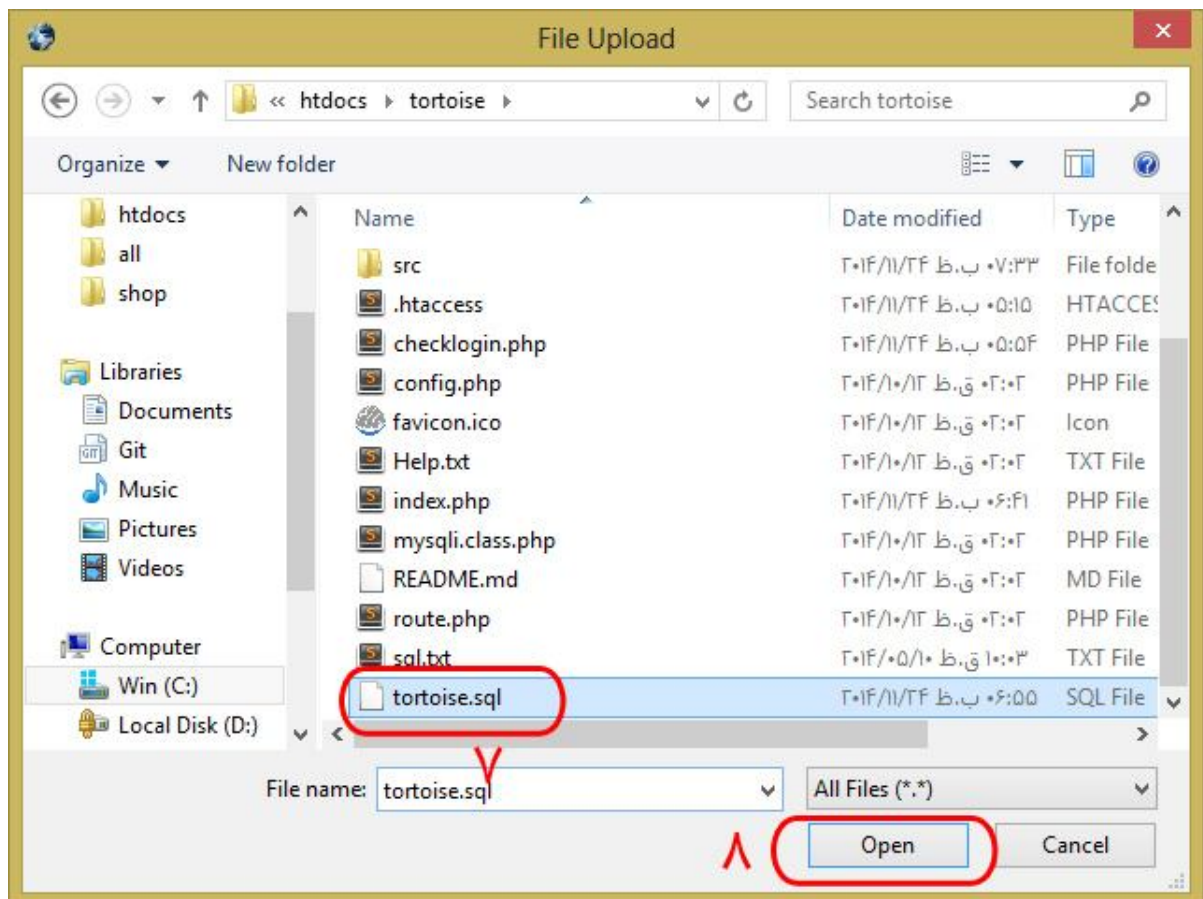 File Upload
« htdocs tortoise
Search tortoise
Organize
New folder
htdocs
all
shop
Libraries
Documents
Git
Music
Pictures
Videos
Computer
Win (C:)
Local Disk (D:)
Name Date modified Type
src ۲۰۱۴/۱۱/۲۴ ب.ظ ۰۷:۳۳ File folde
.htaccess ۲۰۱۴/۱۱/۲۴ ب.ظ ۰۵:۱۵ HTACCES
checklogin.php ۲۰۱۴/۱۱/۲۴ ب.ظ ۰۵:۵۴ PHP File
config.php ۲۰۱۴/۱۰/۱۲ ق.ظ ۰۲:۰۲ PHP File
favicon.ico ۲۰۱۴/۱۰/۱۲ ق.ظ ۰۲:۰۲ Icon
Help.txt ۲۰۱۴/۱۰/۱۲ ق.ظ ۰۲:۰۲ TXT File
index.php ۲۰۱۴/۱۱/۲۴ ب.ظ ۰۶:۴۱ PHP File
mysqli.class.php ۲۰۱۴/۱۰/۱۲ ق.ظ ۰۲:۰۲ PHP File
README.md ۲۰۱۴/۱۰/۱۲ ق.ظ ۰۲:۰۲ MD File
route.php ۲۰۱۴/۱۰/۱۲ ق.ظ ۰۲:۰۲ PHP File
sql.txt ۲۰۱۴/۰۵/۱۰ ق.ظ ۱۰:۰۳ TXT File
tortoise.sql ۲۰۱۴/۱۱/۲۴ ب.ظ ۰۶:۵۵ SQL File
۷
File name: tortoise.sql
All Files (*.*)
۸
Open
Cancel